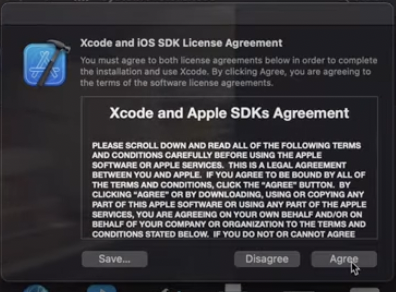 Xcode and iOS SDK License Agreement
You must agree to both license agreements below in order to complete
the installation and use Xcode. By clicking Agree, you are agreeing to
the terms of the software license agreements.
Xcode and Apple SDKs Agreement
PLEASE SCROLL DOWN AND READ ALL OF THE FOLLOWING TERMS
AND CONDITIONS CAREFULLY BEFORE USING THE APPLE
SOFTWARE OR APPLE SERVICES. THIS IS A LEGAL AGREEMENT
BETWEEN YOU AND APPLE. IF YOU AGREE TO BE BOUND BY ALL
OF THE TERMS AND CONDITIONS, CLICK THE "AGREE" BUTTON. BY
CLICKING "AGREE" OR BY DOWNLOADING, USING OR COPYING ANY
PART OF THIS APPLE SOFTWARE OR USING ANY PART OF THE APPLE
SERVICES, YOU ARE AGREEING ON YOUR OWN BEHALF AND/OR ON
BEHALF OF YOUR COMPANY OR ORGANIZATION TO THE TERMS AND
CONDITIONS STATED BELOW. IF YOU DO NOT OR CANNOT AGREE
Save... Disagree Agree